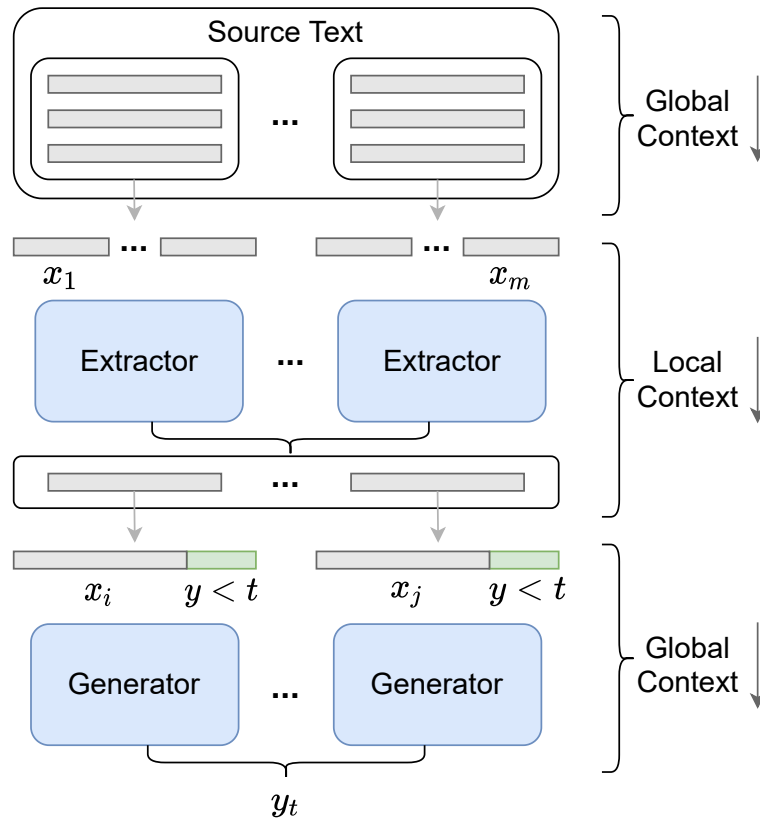 Source Text
...
Global
Context
... ...
x₁ xₘ
Extractor ... Extractor
Local
Context
...
xᵢ y < t xⱼ y < t
Generator ... Generator
Global
Context
yₜ